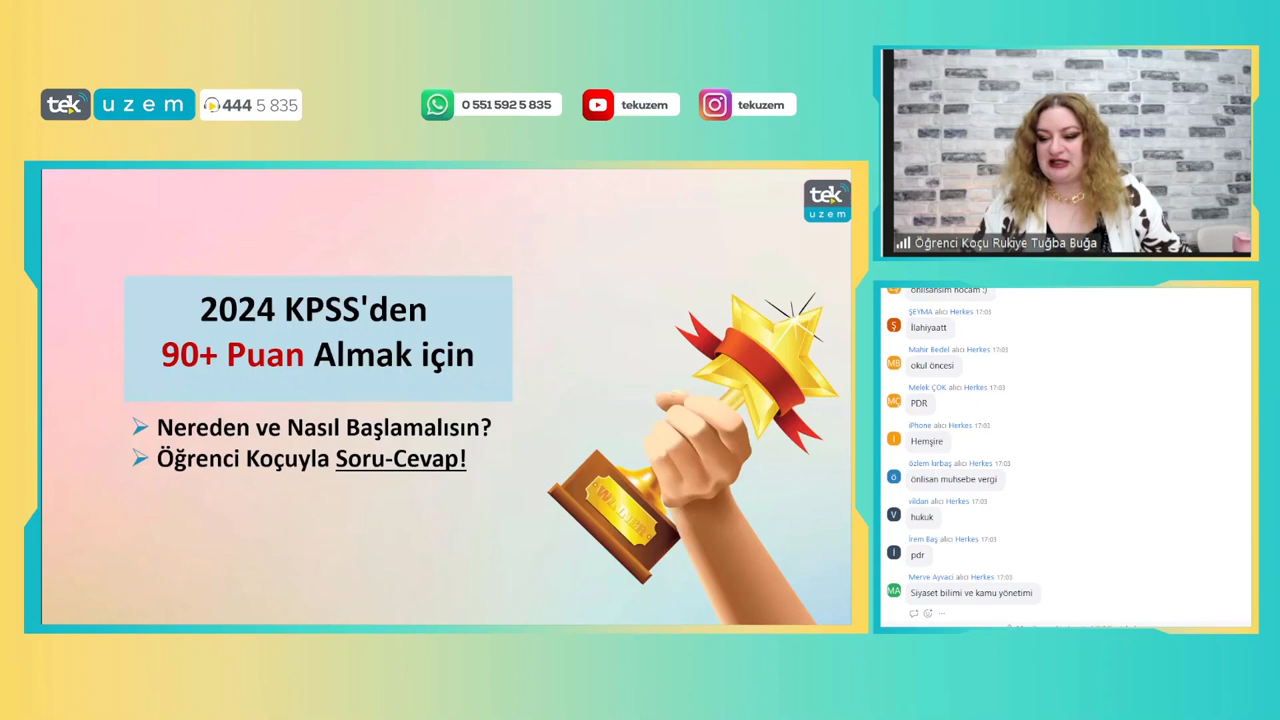 tek uzem 444 5 835
0 551 592 5 835
tekuzem
tekuzem
tek
uzem
2024 KPSS'den
90+ Puan Almak için
Nereden ve Nasıl Başlamalısın?
Öğrenci Koçuyla Soru-Cevap!
WINNER
Öğrenci Koçu Rukiye Tuğba Buğa
önlisansım hocam :)
ŞEYMA alıcı Herkes 17:03
Ş
İlahiyaatt
Mahir Bedel alıcı Herkes 17:03
MB
okul öncesi
Melek ÇOK alıcı Herkes 17:03
MÇ
PDR
iPhone alıcı Herkes 17:03
I
Hemşire
özlem kırbaş alıcı Herkes 17:03
ö
önlisan muhsebe vergi
vildan alıcı Herkes 17:03
V
hukuk
İrem Baş alıcı Herkes 17:03
İ
pdr
Merve Ayvaci alıcı Herkes 17:03
MA
Siyaset bilimi ve kamu yönetimi